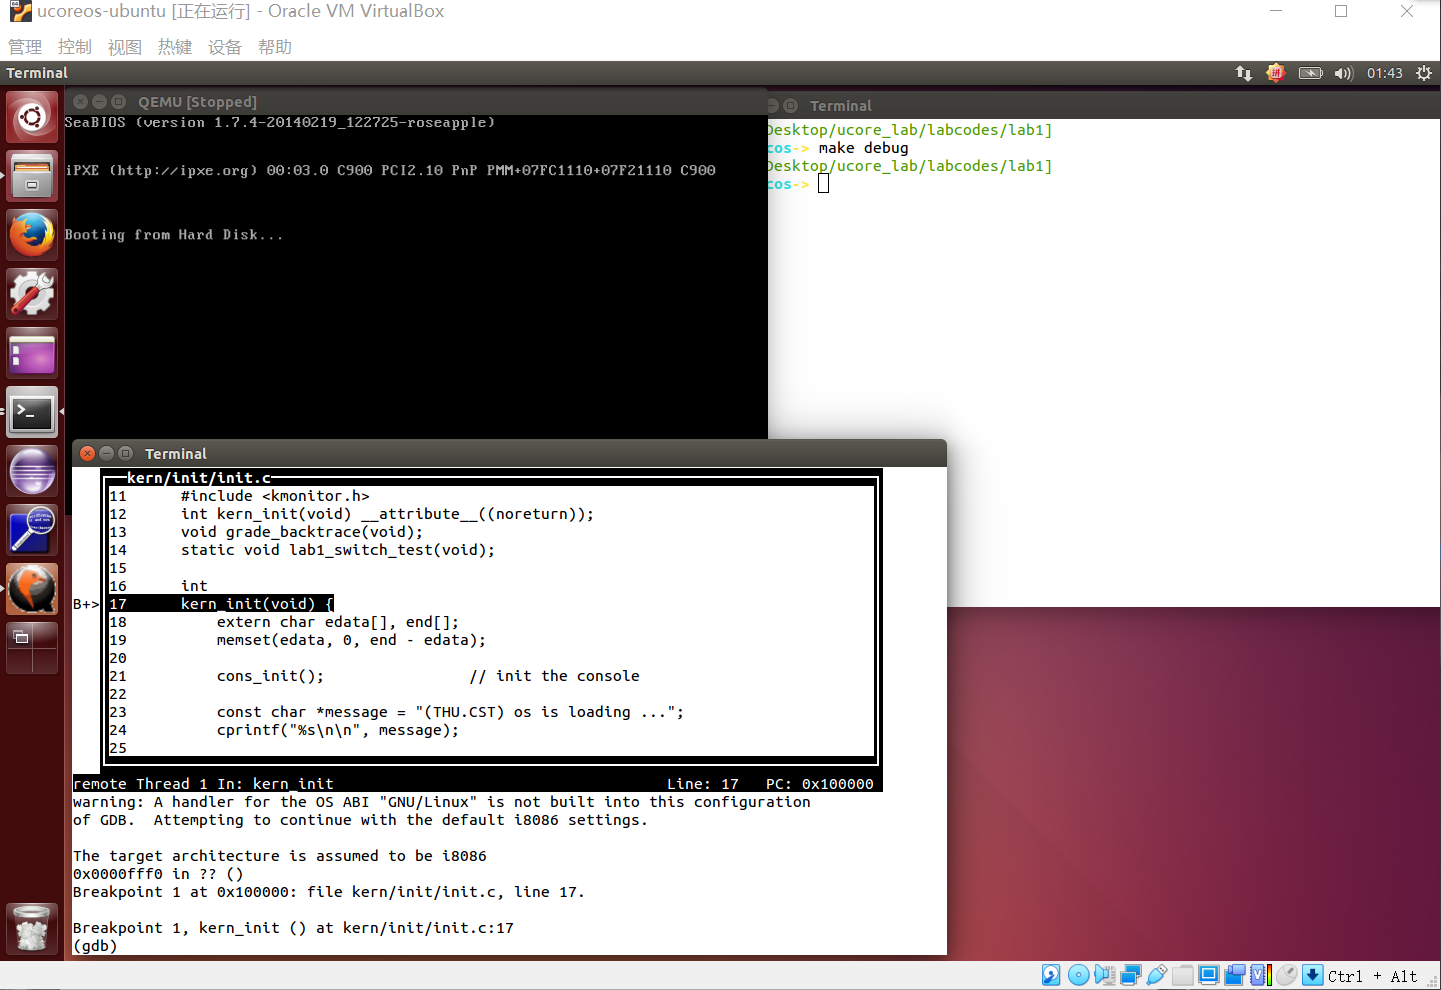 ucoreos-ubuntu [正在运行] - Oracle VM VirtualBox
管理 控制 视图 热键 设备 帮助
Terminal
01:43
QEMU [Stopped]
SeaBIOS (version 1.7.4-20140219_122725-roseapple)
iPXE (http://ipxe.org) 00:03.0 C900 PCI2.10 PnP PMM+07FC1110+07F21110 C900
Booting from Hard Disk...
Terminal
Desktop/ucore_lab/labcodes/lab1]
cos-> make debug
Desktop/ucore_lab/labcodes/lab1]
cos->
Terminal
kern/init/init.c
11 #include <kmonitor.h>
12 int kern_init(void) __attribute__((noreturn));
13 void grade_backtrace(void);
14 static void lab1_switch_test(void);
15
16 int
B+> 17 kern_init(void) {
18 extern char edata[], end[];
19 memset(edata, 0, end - edata);
20
21 cons_init(); // init the console
22
23 const char *message = "(THU.CST) os is loading ...";
24 cprintf("%s\n\n", message);
25
remote Thread 1 In: kern_init Line: 17 PC: 0x100000
warning: A handler for the OS ABI "GNU/Linux" is not built into this configuration
of GDB.  Attempting to continue with the default i8086 settings.
The target architecture is assumed to be i8086
0x0000fff0 in ?? ()
Breakpoint 1 at 0x100000: file kern/init/init.c, line 17.
Breakpoint 1, kern_init () at kern/init/init.c:17
(gdb)
Ctrl + Alt